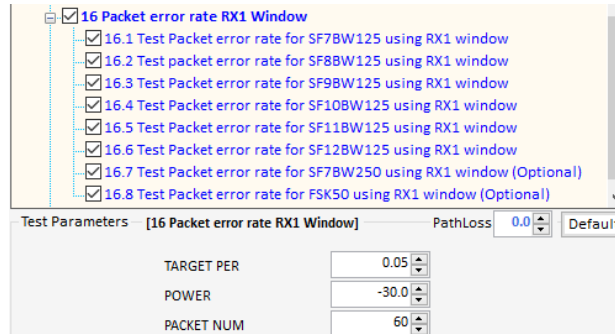 16 Packet error rate RX1 Window
16.1 Test Packet error rate for SF7BW125 using RX1 window
16.2 Test packet error rate for SF8BW125 using RX1 window
16.3 Test Packet error rate for SF9BW125 using RX1 window
16.4 Test Packet error rate for SF10BW125 using RX1 window
16.5 Test Packet error rate for SF11BW125 using RX1 window
16.6 Test Packet error rate for SF12BW125 using RX1 window
16.7 Test Packet error rate for SF7BW250 using RX1 window (Optional)
16.8 Test Packet error rate for FSK50 using RX1 window (Optional)
Test Parameters [16 Packet error rate RX1 Window] PathLoss 0.0 Defaul
TARGET PER 0.05
POWER -30.0
PACKET NUM 60